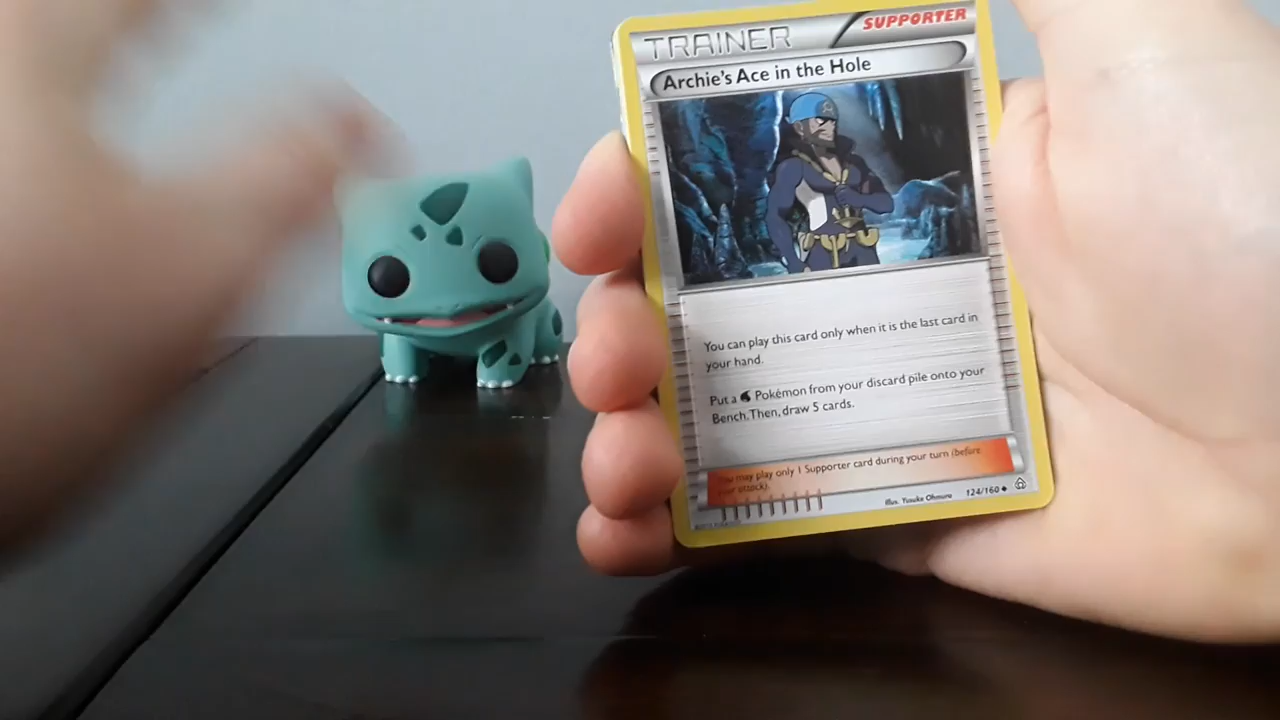 SUPPORTER
TRAINER
Archie's Ace in the Hole
You can play this card only when it is the last card in
your hand.
Put a Pokémon from your discard pile onto your
Bench. Then, draw 5 cards.
You may play only 1 Supporter card during your turn (before
your attack).
Illus. Yusuke Ohmura 124/160